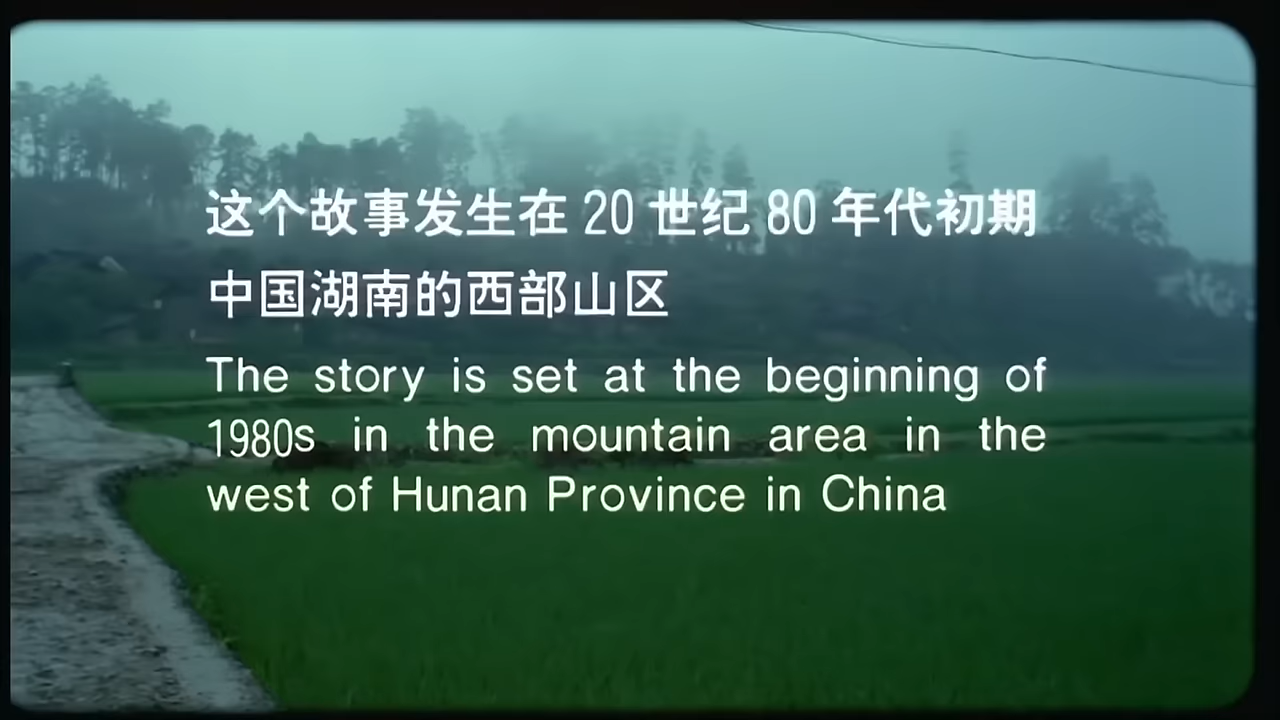 这个故事发生在 20 世纪 80 年代初期
中国湖南的西部山区
The story is set at the beginning of
1980s in the mountain area in the
west of Hunan Province in China